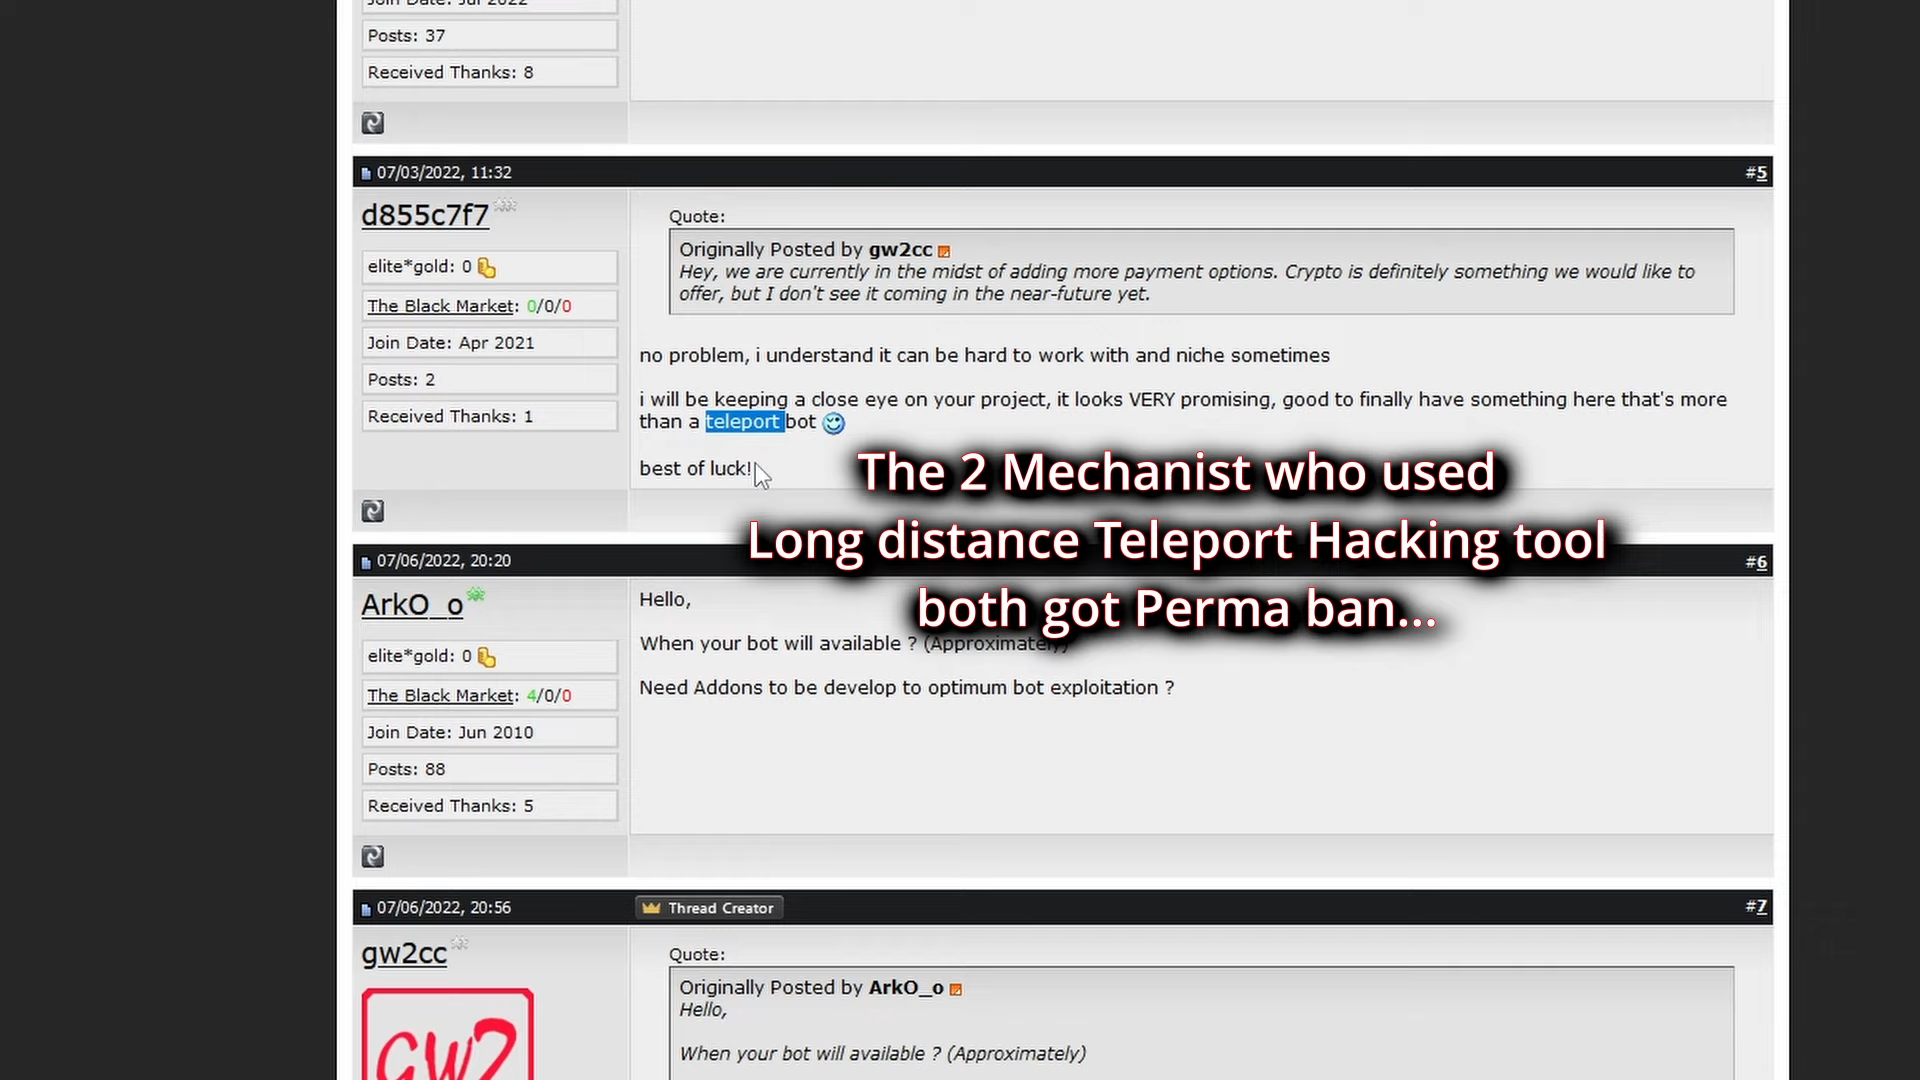 Join Date: Jul 2022
Posts: 37
Received Thanks: 8
07/03/2022, 11:32
#5
d855c7f7
elite*gold: 0
The Black Market: 0/0/0
Join Date: Apr 2021
Posts: 2
Received Thanks: 1
Quote:
Originally Posted by gw2cc
Hey, we are currently in the midst of adding more payment options. Crypto is definitely something we would like to
offer, but I don't see it coming in the near-future yet.
no problem, i understand it can be hard to work with and niche sometimes
i will be keeping a close eye on your project, it looks VERY promising, good to finally have something here that's more
than a teleport bot
best of luck!
The 2 Mechanist who used
Long distance Teleport Hacking tool
both got Perma ban...
07/06/2022, 20:20
#6
ArkO_o
elite*gold: 0
The Black Market: 4/0/0
Join Date: Jun 2010
Posts: 88
Received Thanks: 5
Hello,
When your bot will available ? (Approximately)
Need Addons to be develop to optimum bot exploitation ?
07/06/2022, 20:56
Thread Creator
#7
gw2cc
GW2
Quote:
Originally Posted by ArkO_o
Hello,
When your bot will available ? (Approximately)